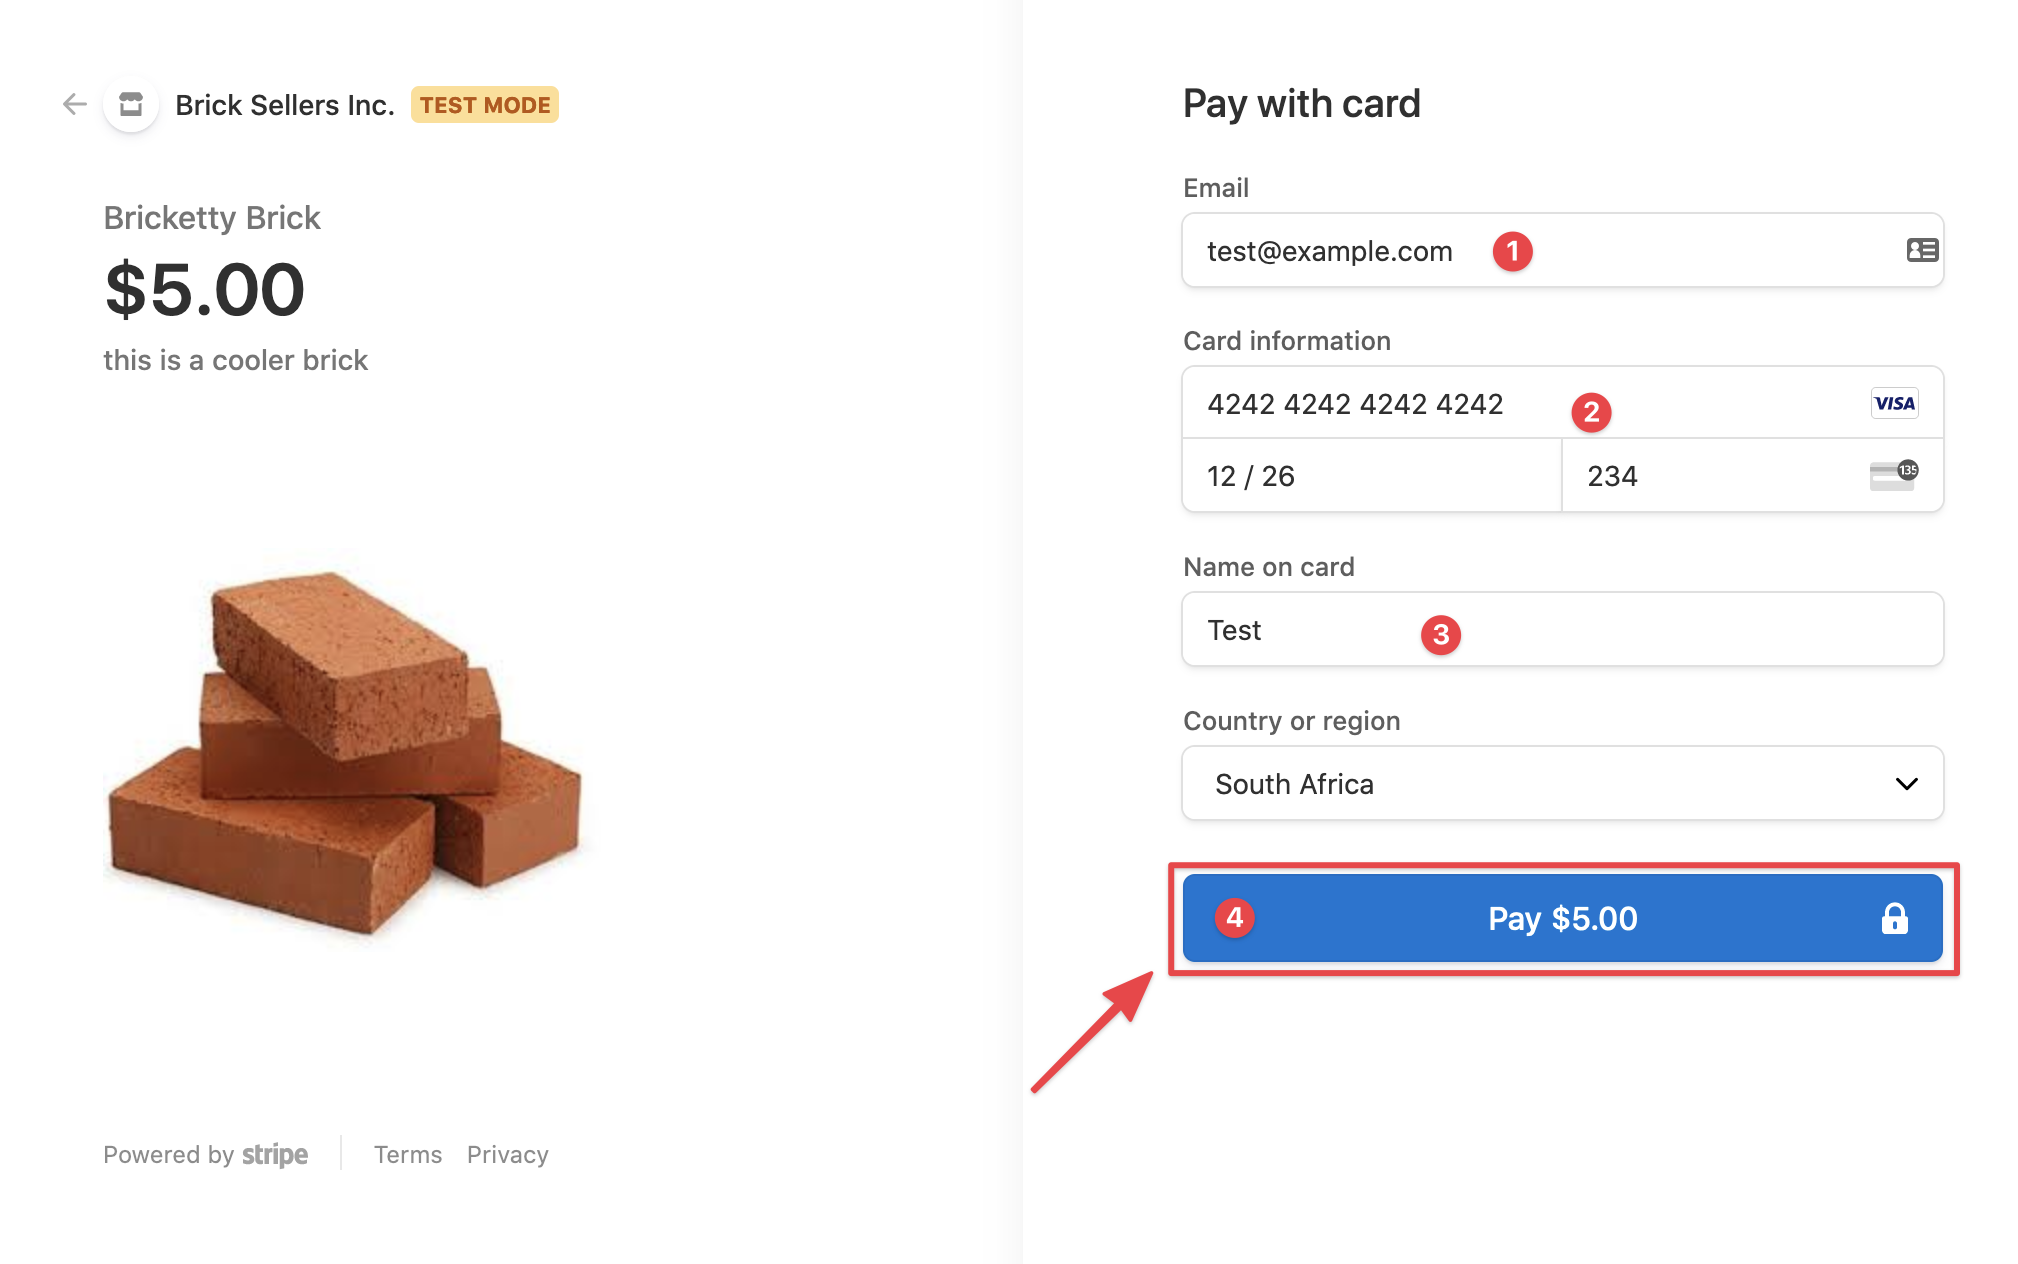 Brick Sellers Inc. TEST MODE
Bricketty Brick
$5.00
this is a cooler brick
Powered by stripe Terms Privacy
Pay with card
Email
test@example.com 1
Card information
4242 4242 4242 4242 2 VISA
12 / 26 234 135
Name on card
Test 3
Country or region
South Africa
4 Pay $5.00